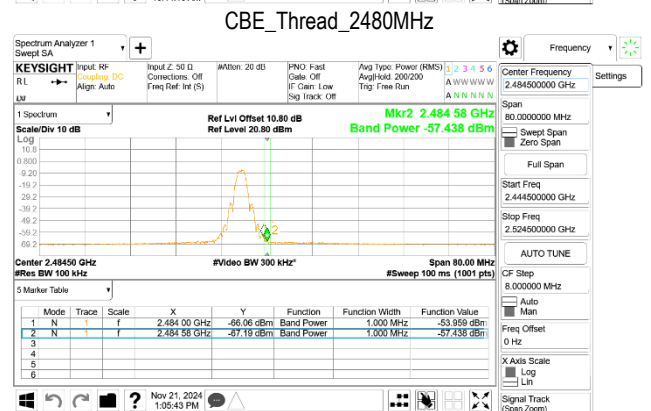 CBE_Thread_2480MHz
Spectrum Analyzer 1
Swept SA
Frequency
KEYSIGHT
RL
Input: RF
Coupling: DC
Align: Auto
Input Z: 50 Ω
Corrections: Off
Freq Ref: Int (S)
#Atten: 20 dB
PNO: Fast
Gate: Off
IF Gain: Low
Sig Track: Off
Avg Type: Power (RMS)
Avg|Hold: 200/200
Trig: Free Run
1 2 3 4 5 6
A W W W W W
A N N N N N
Center Frequency
2.484500000 GHz
Settings
Span
80.0000000 MHz
Swept Span
Zero Span
Full Span
Start Freq
2.444500000 GHz
Stop Freq
2.524500000 GHz
AUTO TUNE
CF Step
8.000000 MHz
Auto
Man
Freq Offset
0 Hz
X Axis Scale
Log
Lin
Signal Track
(Span Zoom)
1 Spectrum
Scale/Div 10 dB
Log
Ref Lvl Offset 10.80 dB
Ref Level 20.80 dBm
Mkr2 2.484 58 GHz
Band Power -57.438 dBm
10.8
0.800
-9.20
-19.2
-29.2
-39.2
-49.2
-59.2
-69.2
2
Center 2.48450 GHz
#Res BW 100 kHz
#Video BW 300 kHz*
Span 80.00 MHz
#Sweep 100 ms (1001 pts)
5 Marker Table
Mode Trace Scale X Y Function Function Width Function Value
1 N 1 f 2.484 00 GHz -66.06 dBm Band Power 1.000 MHz -53.959 dBm
2 N 1 f 2.484 58 GHz -67.19 dBm Band Power 1.000 MHz -57.438 dBm
3
4
5
6
?
Nov 21, 2024
1:05:43 PM